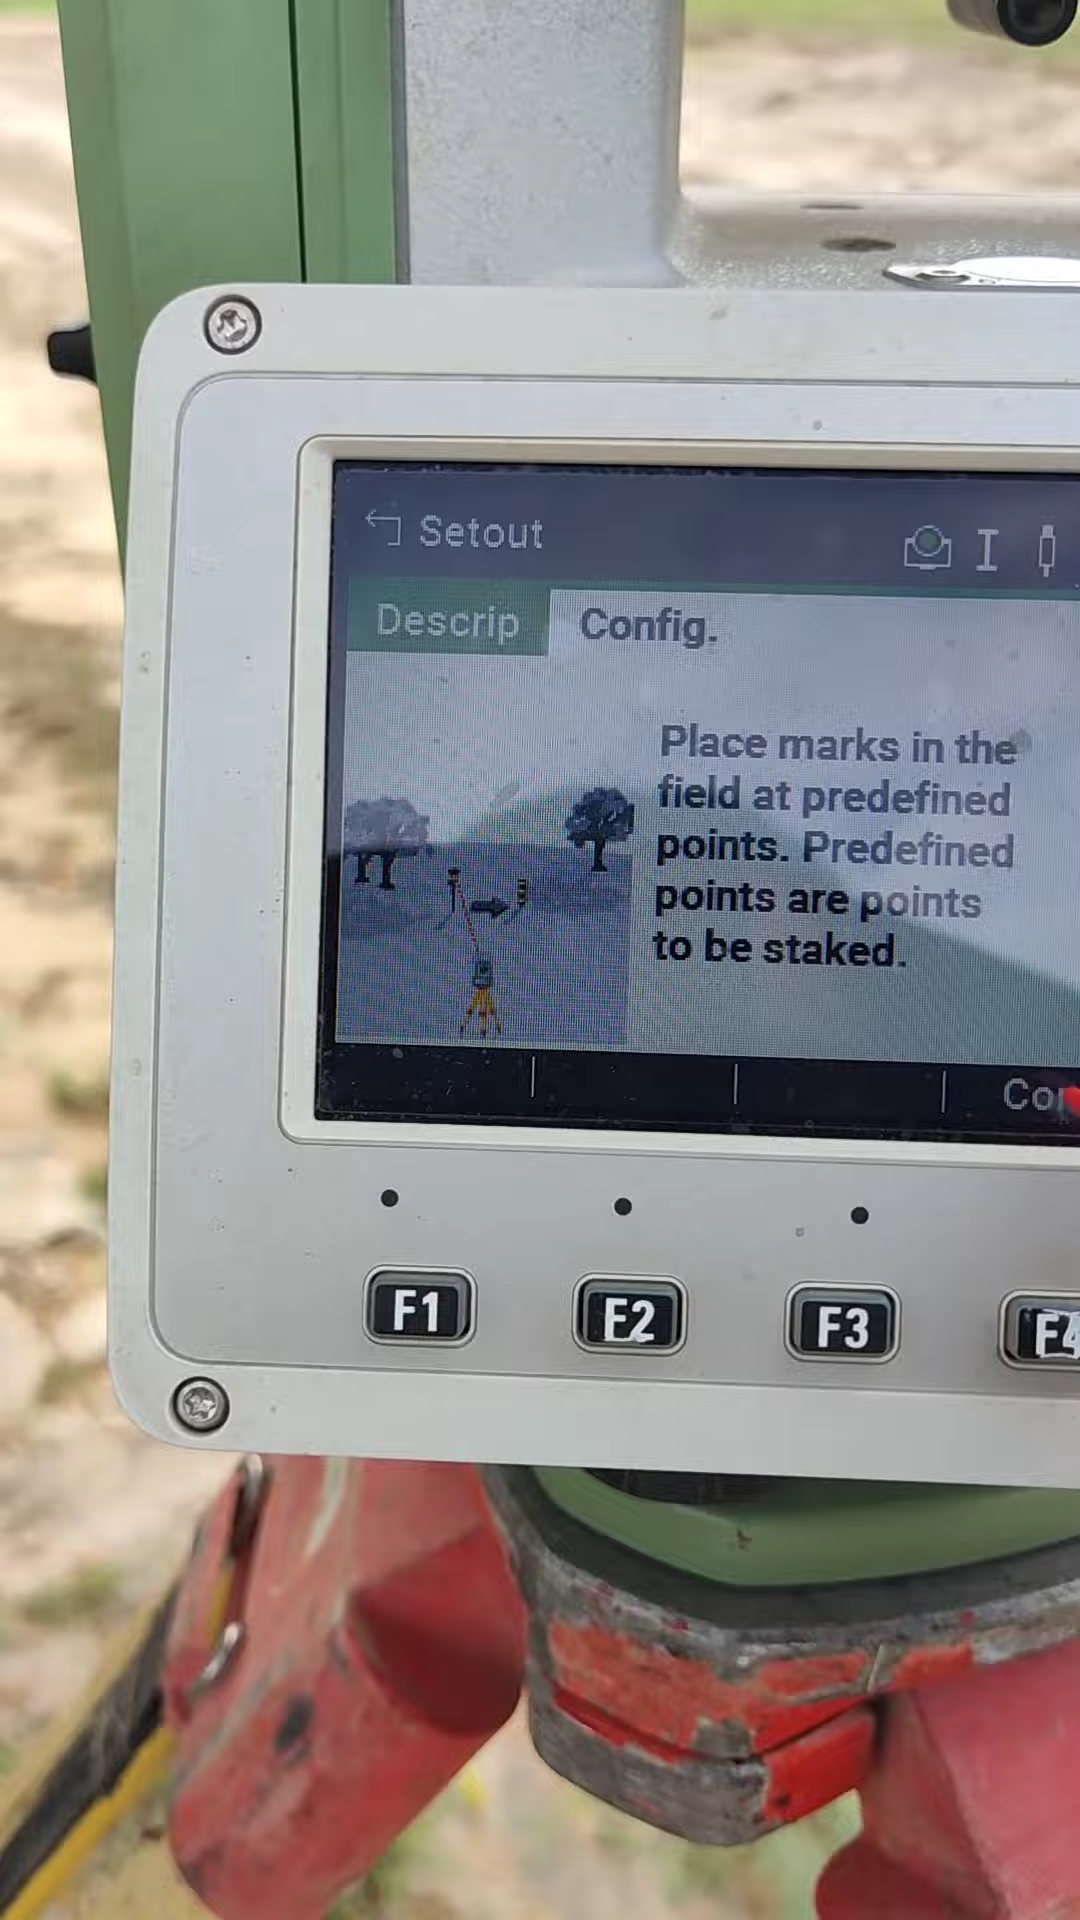 Setout
I
Descrip Config.
Place marks in the
field at predefined
points. Predefined
points are points
to be staked.
F1 F2 F3 F4